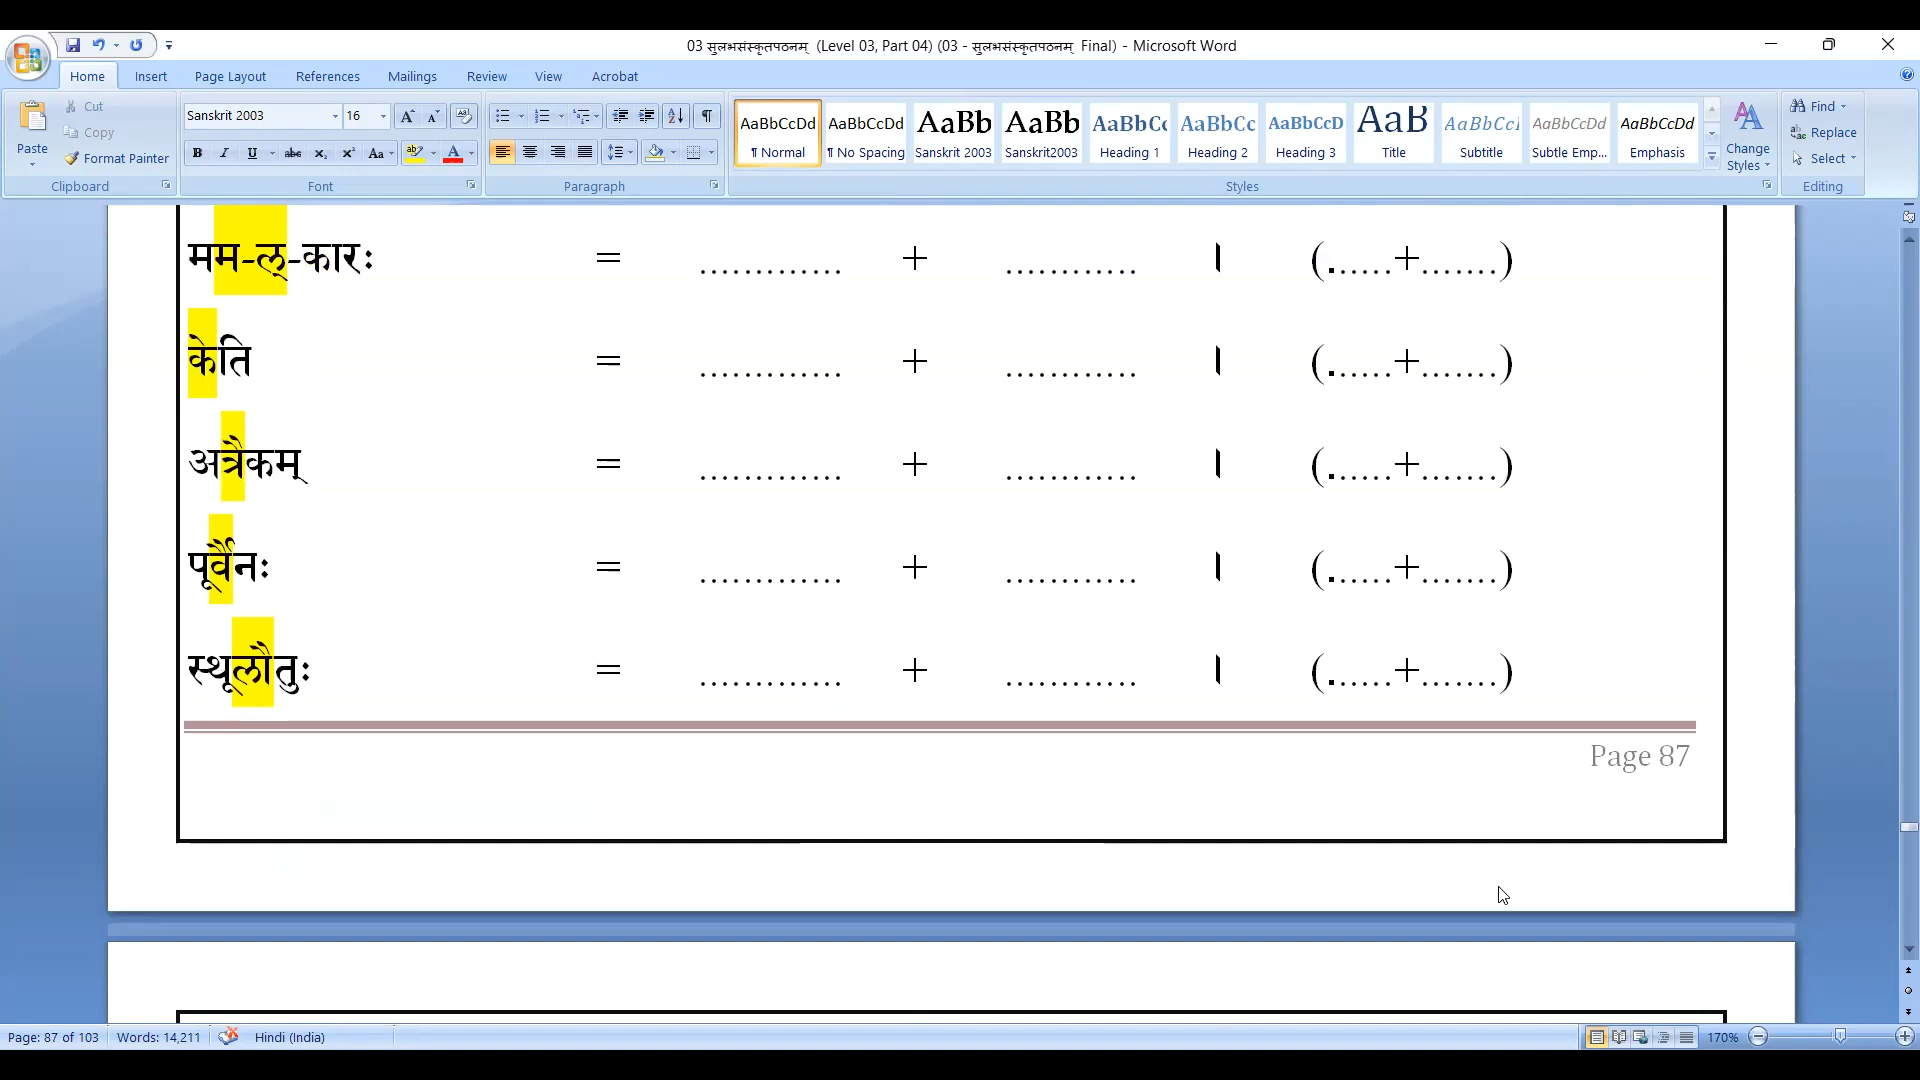 03 सुलभसंस्कृतपठनम् (Level 03, Part 04) (03 - सुलभसंस्कृतपठनम् Final) - Microsoft Word
Home Insert Page Layout References Mailings Review View Acrobat
Paste Cut Copy Format Painter
Clipboard
Sanskrit 2003 16
Font
Paragraph
AaBbCcDd AaBbCcDd AaBb AaBb AaBbCc AaBbCc AaBbCcD AaB AaBbCcI AaBbCcDd AaBbCcDd
¶ Normal ¶ No Spacing Sanskrit 2003 Sanskrit2003 Heading 1 Heading 2 Heading 3 Title Subtitle Subtle Emp... Emphasis
Change Styles
Styles
Find
Replace
Select
Editing
मम-ल्-कारः = ............. + ............ । (......+.......)
केति = ............. + ............ । (......+.......)
अत्रैकम् = ............. + ............ । (......+.......)
पूर्वैनः = ............. + ............ । (......+.......)
स्थूलौतुः = ............. + ............ । (......+.......)
Page 87
Page: 87 of 103 Words: 14,211 Hindi (India) 170%